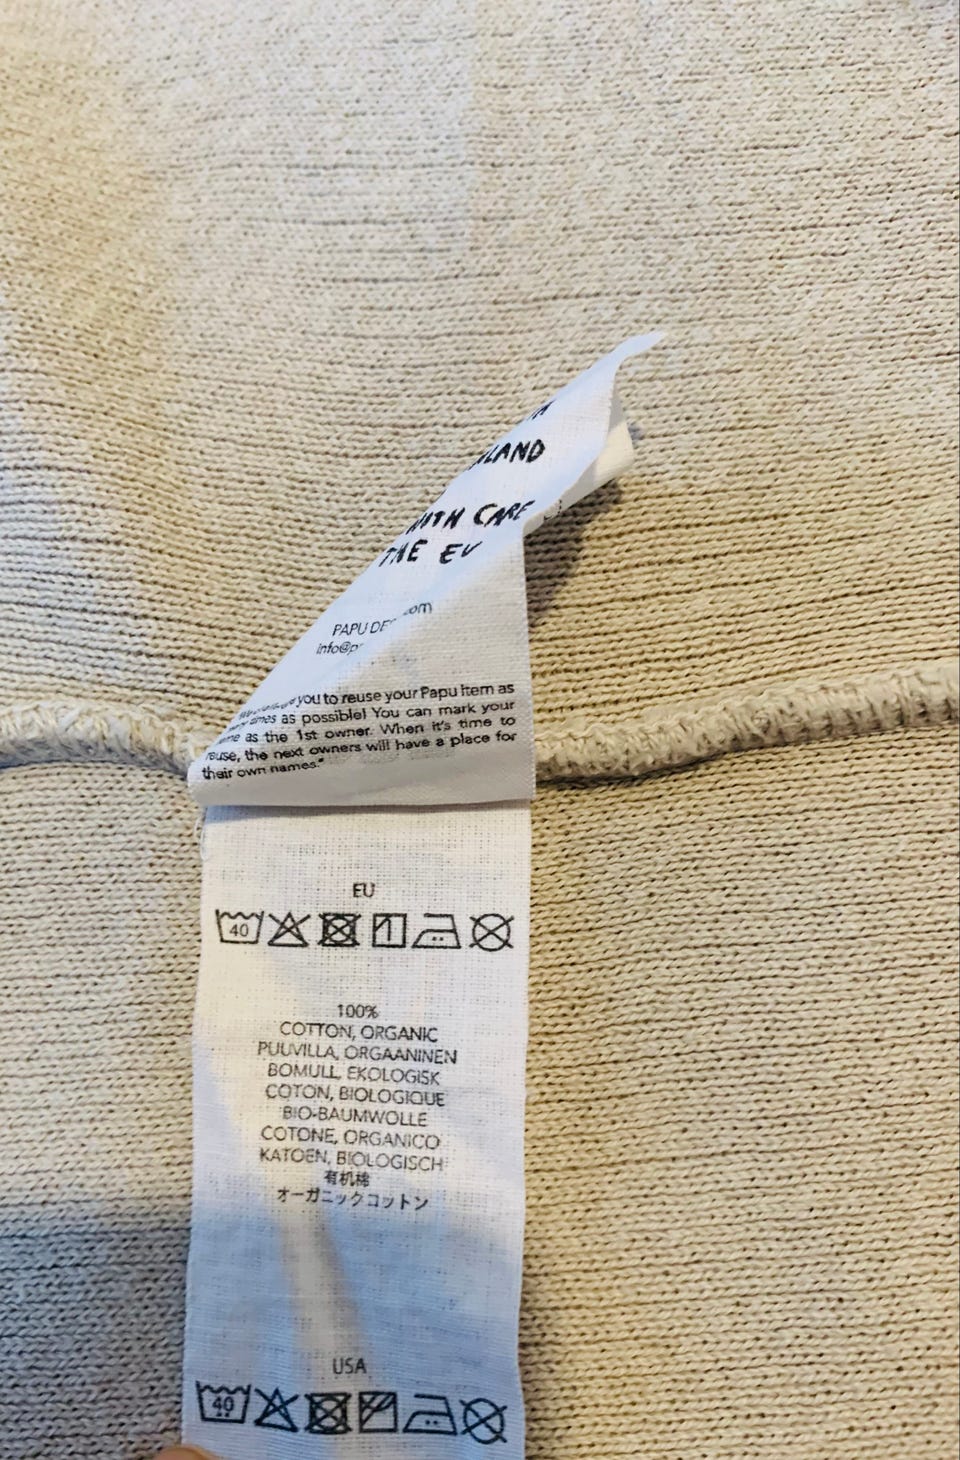 WITH CARE
THE EU
PAPU
you to reuse your Papu item as
times as possible! You can mark your
as the 1st owner. When it's time to
reuse, the next owners will have a place for
their own names."
EU
40
100%
COTTON, ORGANIC
PUUVILLA, ORGAANINEN
BOMULL, EKOLOGISK
COTON, BIOLOGIQUE
BIO-BAUMWOLLE
COTONE, ORGANICO
KATOEN, BIOLOGISCH
有机棉
オーガニックコットン
USA
40